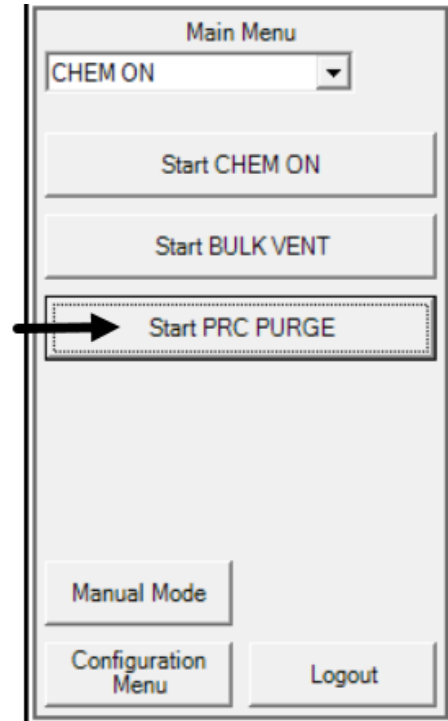 Main Menu
CHEM ON
Start CHEM ON
Start BULK VENT
Start PRC PURGE
Manual Mode
Configuration
Menu
Logout